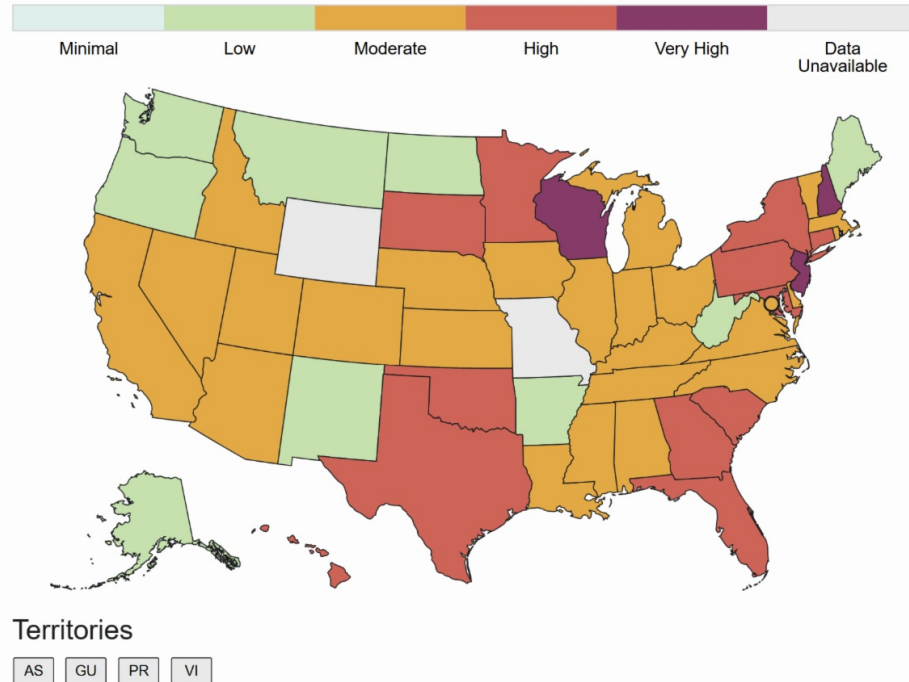 Minimal
Low
Moderate
High
Very High
Data
Unavailable
Territories
AS
GU
PR
VI